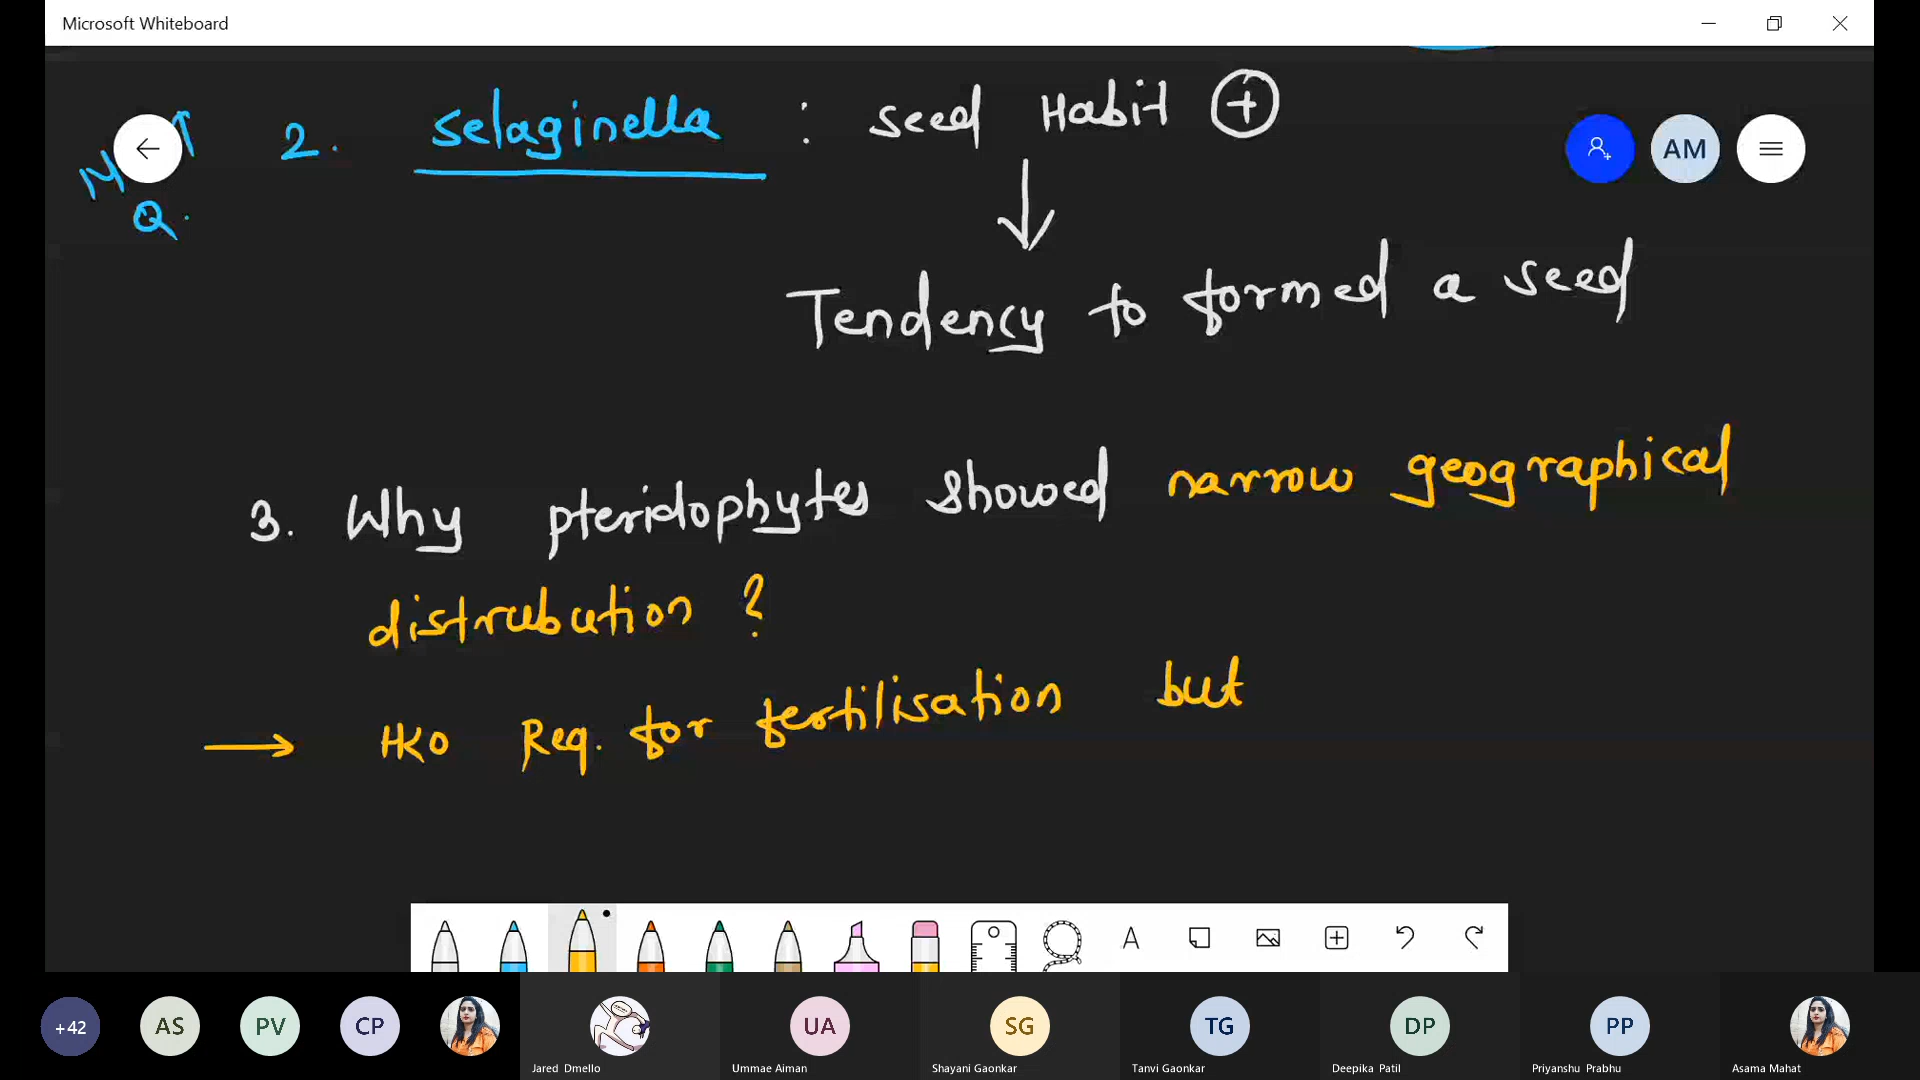 Microsoft Whiteboard
2. Selaginella : Seed Habit +
AM
Q.
Tendency to formed a seed
3. Why pteridophytes showed narrow geographical
distrubution ?
→ H2O Req. for fertilisation but
A
+42 AS PV CP UA SG TG DP PP
Jared Dmello Ummae Aiman Shayani Gaonkar Tanvi Gaonkar Deepika Patil Priyanshu Prabhu Asama Mahat